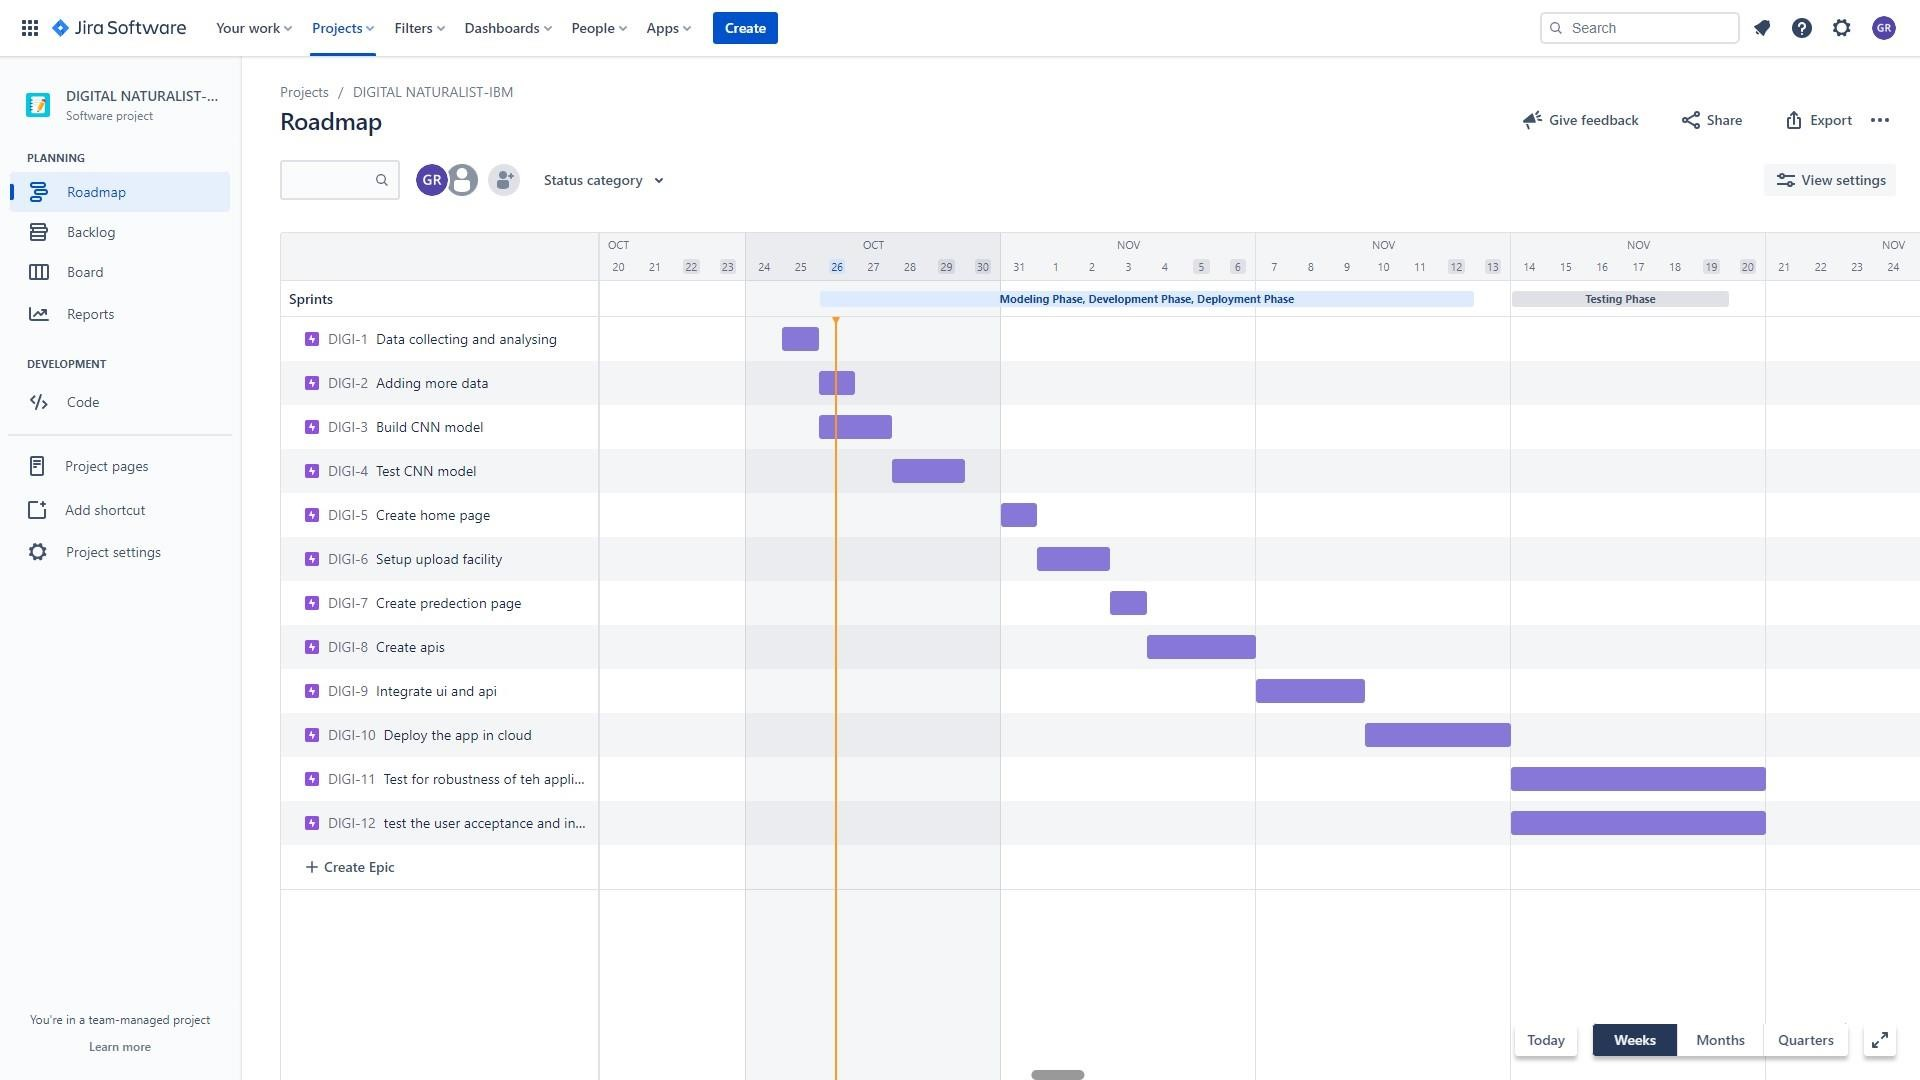 Jira Software Your work Projects Filters Dashboards People Apps Create Search GR
DIGITAL NATURALIST-...
Software project
PLANNING
Roadmap
Backlog
Board
Reports
DEVELOPMENT
Code
Project pages
Add shortcut
Project settings
You're in a team-managed project
Learn more
Projects / DIGITAL NATURALIST-IBM
Roadmap
Give feedback Share Export
GR Status category View settings
OCT OCT NOV NOV NOV NOV
20 21 22 23 24 25 26 27 28 29 30 31 1 2 3 4 5 6 7 8 9 10 11 12 13 14 15 16 17 18 19 20 21 22 23 24
Sprints Modeling Phase, Development Phase, Deployment Phase Testing Phase
DIGI-1 Data collecting and analysing
DIGI-2 Adding more data
DIGI-3 Build CNN model
DIGI-4 Test CNN model
DIGI-5 Create home page
DIGI-6 Setup upload facility
DIGI-7 Create predection page
DIGI-8 Create apis
DIGI-9 Integrate ui and api
DIGI-10 Deploy the app in cloud
DIGI-11 Test for robustness of teh appli...
DIGI-12 test the user acceptance and in...
+ Create Epic
Today Weeks Months Quarters